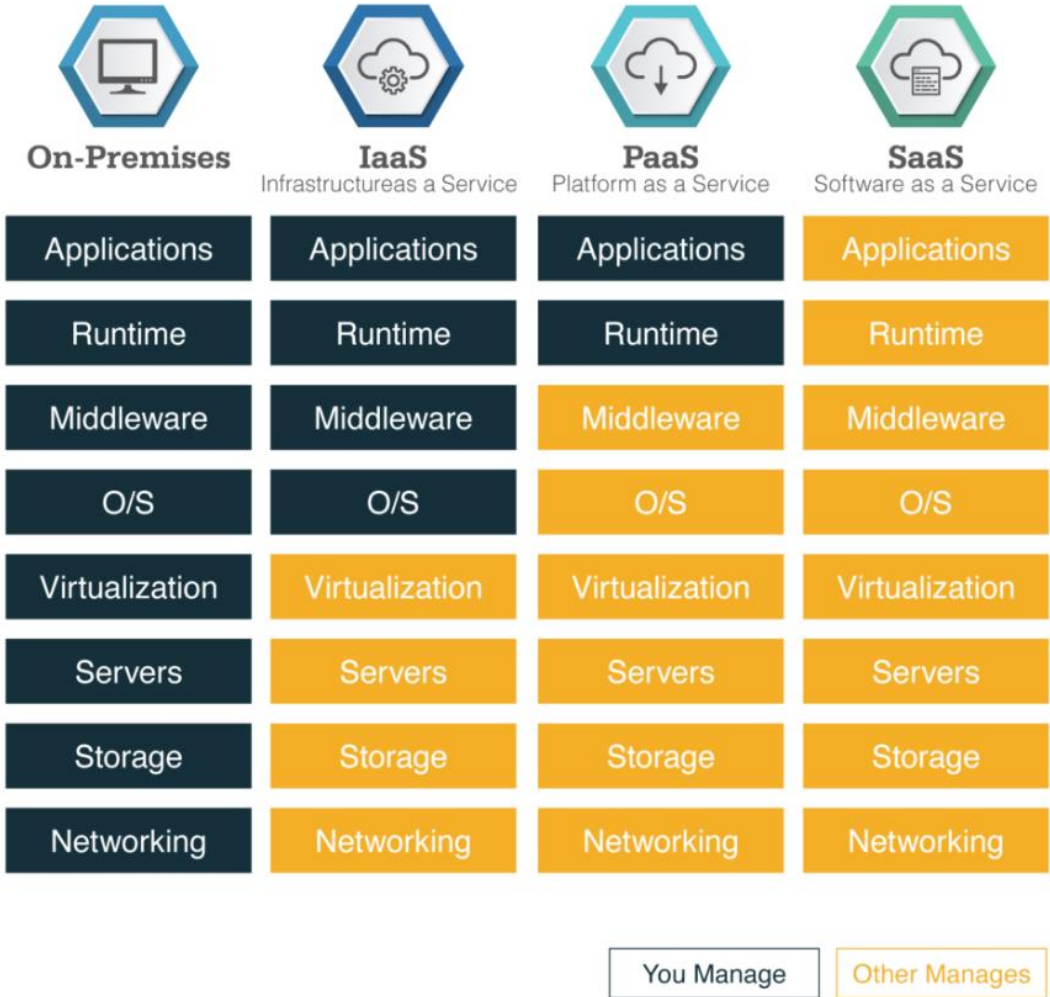 On-Premises
IaaS
Infrastructureas a Service
PaaS
Platform as a Service
SaaS
Software as a Service
Applications
Applications
Applications
Applications
Runtime
Runtime
Runtime
Runtime
Middleware
Middleware
Middleware
Middleware
O/S
O/S
O/S
O/S
Virtualization
Virtualization
Virtualization
Virtualization
Servers
Servers
Servers
Servers
Storage
Storage
Storage
Storage
Networking
Networking
Networking
Networking
You Manage
Other Manages